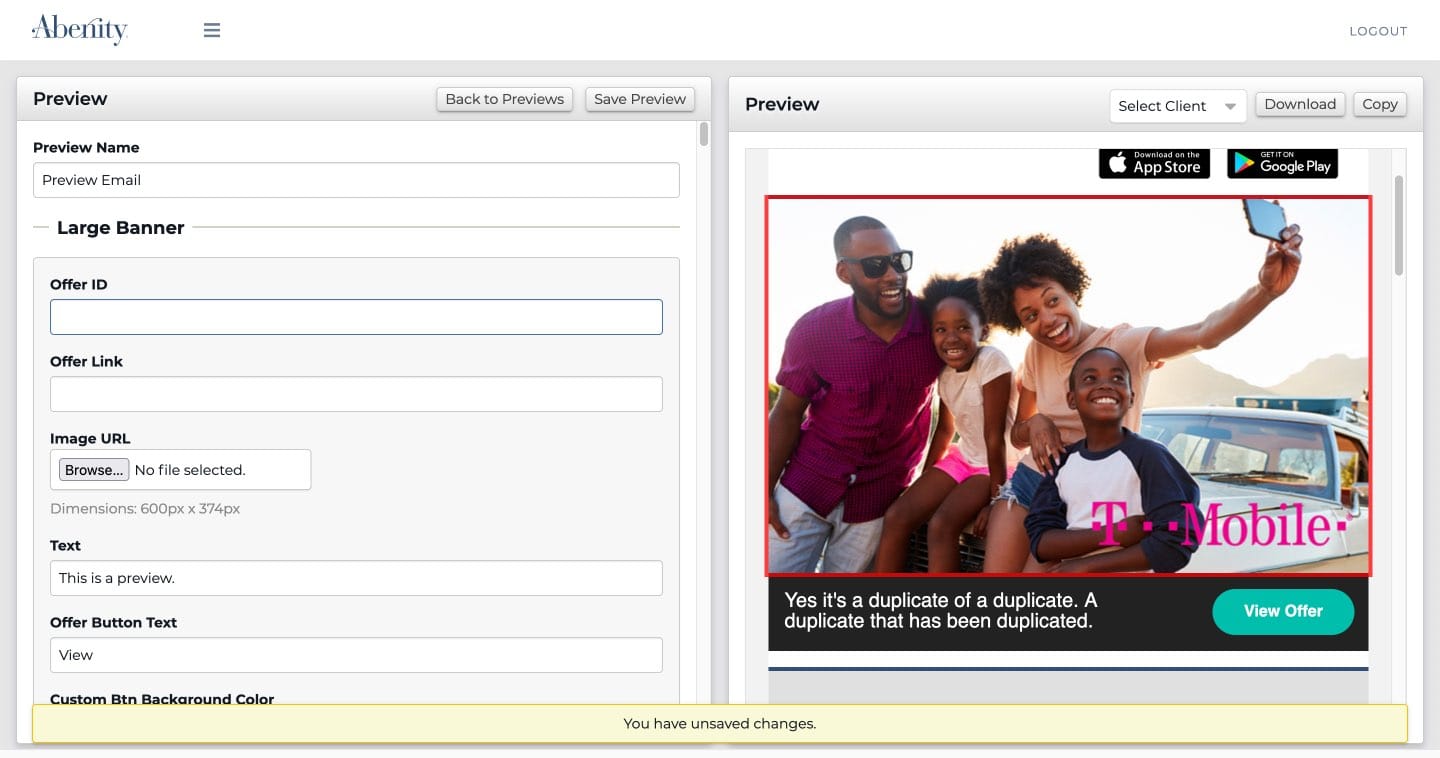 Abenity
LOGOUT
Preview
Back to Previews
Save Preview
Preview Name
Preview Email
Large Banner
Offer ID
Offer Link
Image URL
Browse... No file selected.
Dimensions: 600px x 374px
Text
This is a preview.
Offer Button Text
View
Custom Btn Background Color
Preview
Select Client
Download
Copy
Download on the
App Store
GET IT ON
Google Play
T··Mobile·
Yes it's a duplicate of a duplicate. A
duplicate that has been duplicated.
View Offer
You have unsaved changes.